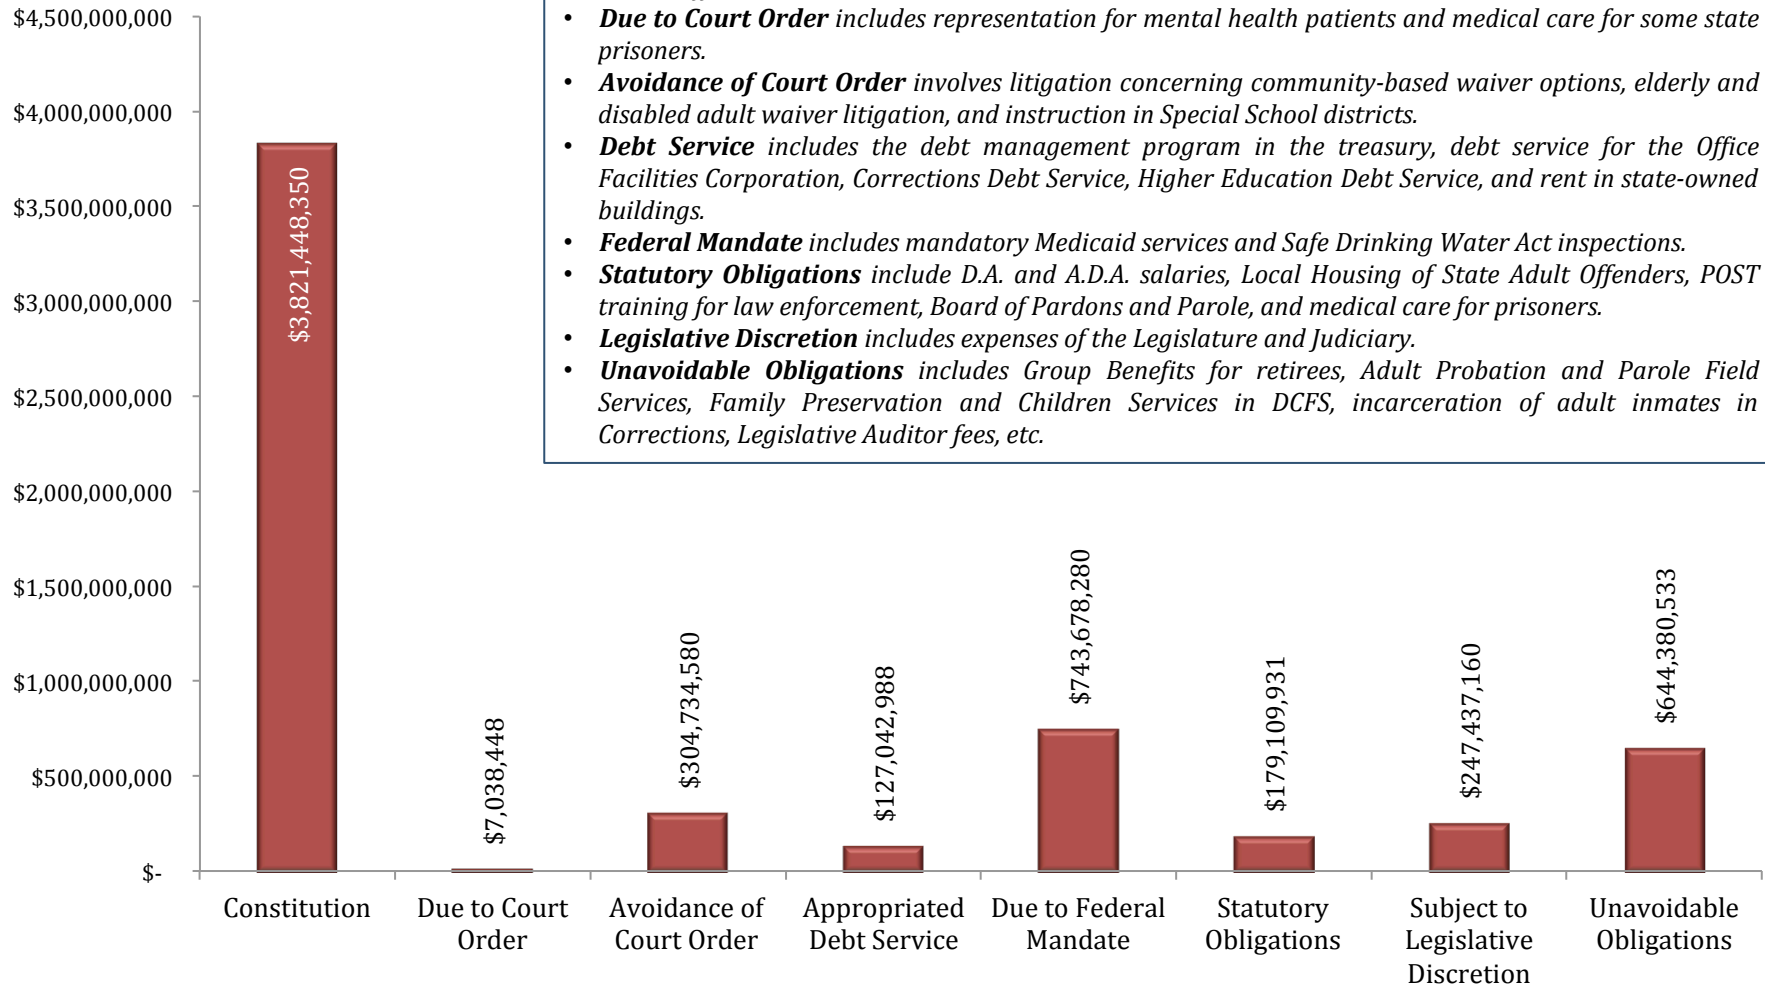 • Due to Court Order includes representation for mental health patients and medical care for some state
prisoners.
• Avoidance of Court Order involves litigation concerning community-based waiver options, elderly and
disabled adult waiver litigation, and instruction in Special School districts.
• Debt Service includes the debt management program in the treasury, debt service for the Office
Facilities Corporation, Corrections Debt Service, Higher Education Debt Service, and rent in state-owned
buildings.
• Federal Mandate includes mandatory Medicaid services and Safe Drinking Water Act inspections.
• Statutory Obligations include D.A. and A.D.A. salaries, Local Housing of State Adult Offenders, POST
training for law enforcement, Board of Pardons and Parole, and medical care for prisoners.
• Legislative Discretion includes expenses of the Legislature and Judiciary.
• Unavoidable Obligations includes Group Benefits for retirees, Adult Probation and Parole Field
Services, Family Preservation and Children Services in DCFS, incarceration of adult inmates in
Corrections, Legislative Auditor fees, etc.
$4,500,000,000
$4,000,000,000
$3,500,000,000
$3,000,000,000
$2,500,000,000
$2,000,000,000
$1,500,000,000
$1,000,000,000
$500,000,000
$-
$3,821,448,350
$7,038,448
$304,734,580
$127,042,988
$743,678,280
$179,109,931
$247,437,160
$644,380,533
Constitution
Due to Court
Order
Avoidance of
Court Order
Appropriated
Debt Service
Due to Federal
Mandate
Statutory
Obligations
Subject to
Legislative
Discretion
Unavoidable
Obligations